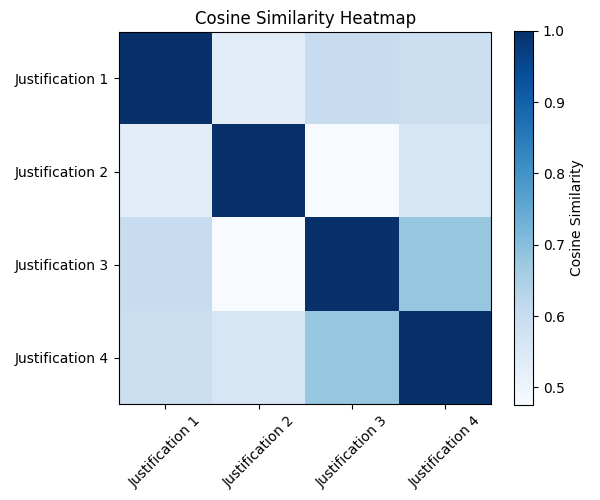 Cosine Similarity Heatmap
Justification 1
Justification 2
Justification 3
Justification 4
Justification 1
Justification 2
Justification 3
Justification 4
1.0
0.9
0.8
0.7
0.6
0.5
Cosine Similarity